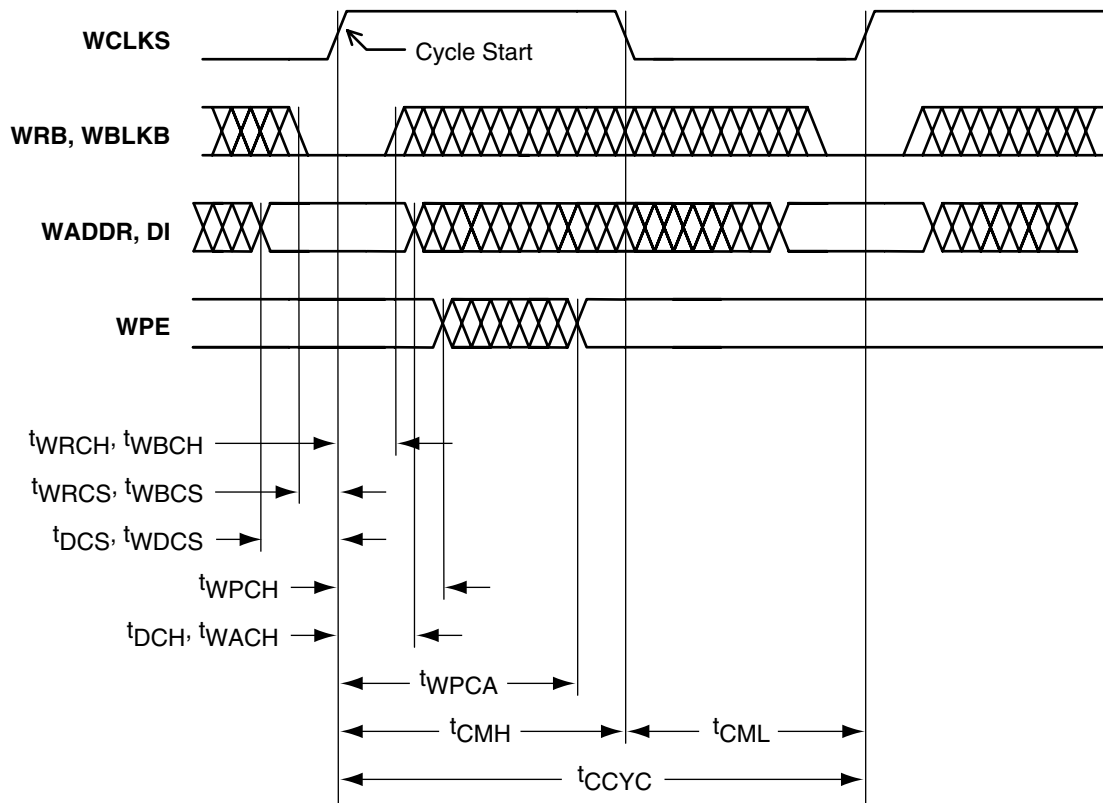 WCLKS
Cycle Start
WRB, WBLKB
WADDR, DI
WPE
tWRCH, tWBCH
tWRCS, tWBCS
tDCS, tWDCS
tWPCH
tDCH, tWACH
tWPCA
tCMH
tCML
tCCYC